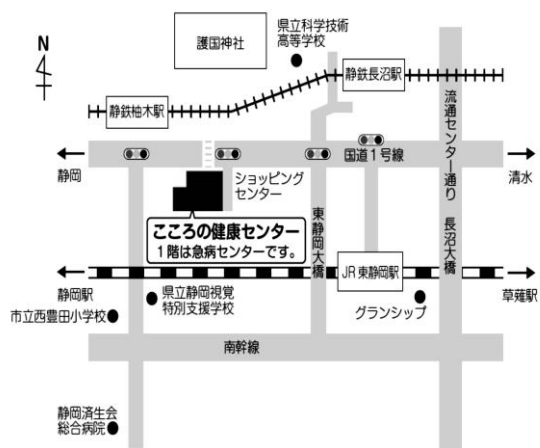 N
護国神社
県立科学技術
高等学校
静鉄長沼駅
静鉄柚木駅
流通センター通り
長沼大橋
国道1号線
静岡
清水
ショッピング
センター
こころの健康センター
1階は急病センターです。
東静岡大橋
JR東静岡駅
静岡駅
草薙駅
県立静岡視覚
特別支援学校
グランシップ
市立西豊田小学校
南幹線
静岡済生会
総合病院